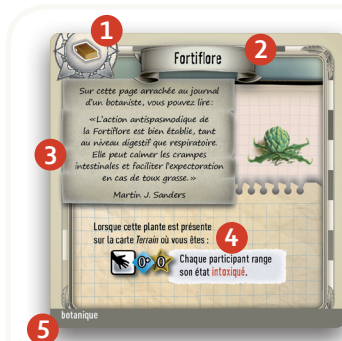 1
2
Fortiflore
Sur cette page arrachée au journal
d'un botaniste, vous pouvez lire :
«L'action antispasmodique de
la Fortiflore est bien établie, tant
au niveau digestif que respiratoire.
Elle peut calmer les crampes
intestinales et faciliter l'expectoration
en cas de toux grasse.»
Martin J. Sanders
3
Lorsque cette plante est présente
sur la carte Terrain où vous êtes :
4
0+ 0
Chaque participant range
son état intoxiqué.
botanique
5